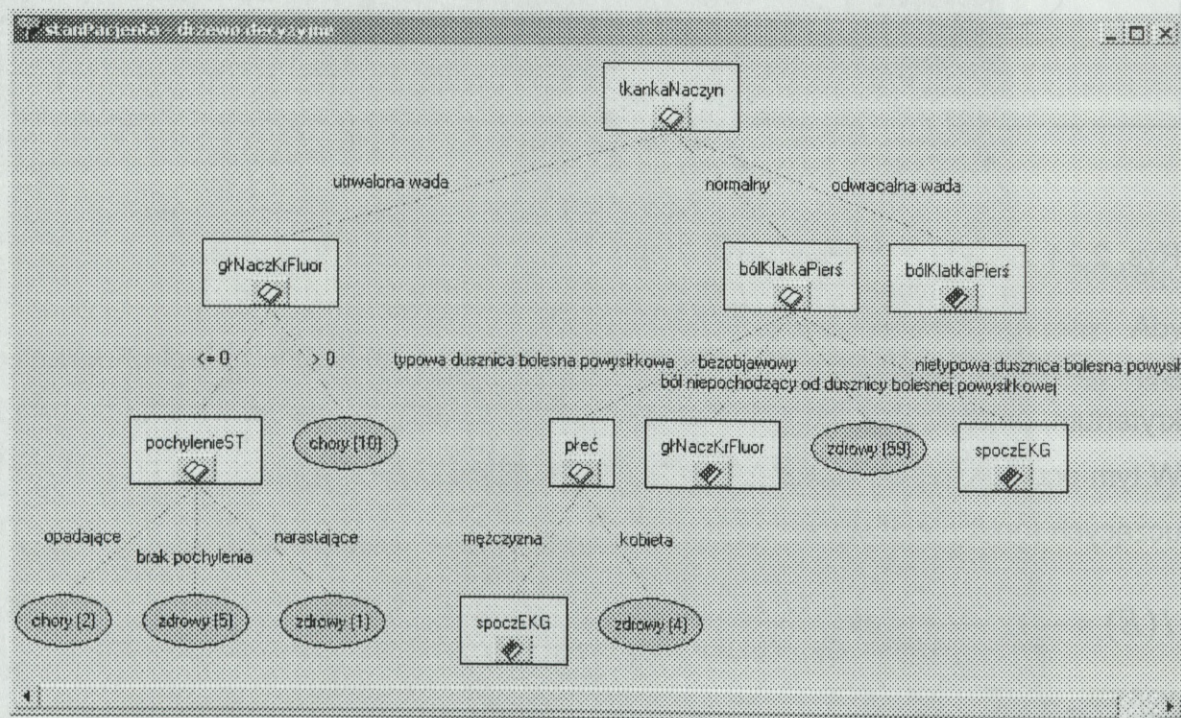 stanPacjenta - drzewo decyzyjne
tkankaNaczyn
utrwalona wada
normalny
odwracalna wada
głNaczKrFluor
bólKlatkaPierś
bólKlatkaPierś
<= 0
> 0
typowa dusznica bolesna powysiłkowa
bezobjawowy
nietypowa dusznica bolesna powysił
ból niepochodzący od dusznicy bolesnej powysiłkowej
pochylenieST
chory (10)
płeć
głNaczKrFluor
zdrowy (59)
spoczEKG
opadające
brak pochylenia
narastające
mężczyzna
kobieta
chory (2)
zdrowy (5)
zdrowy (1)
spoczEKG
zdrowy (4)